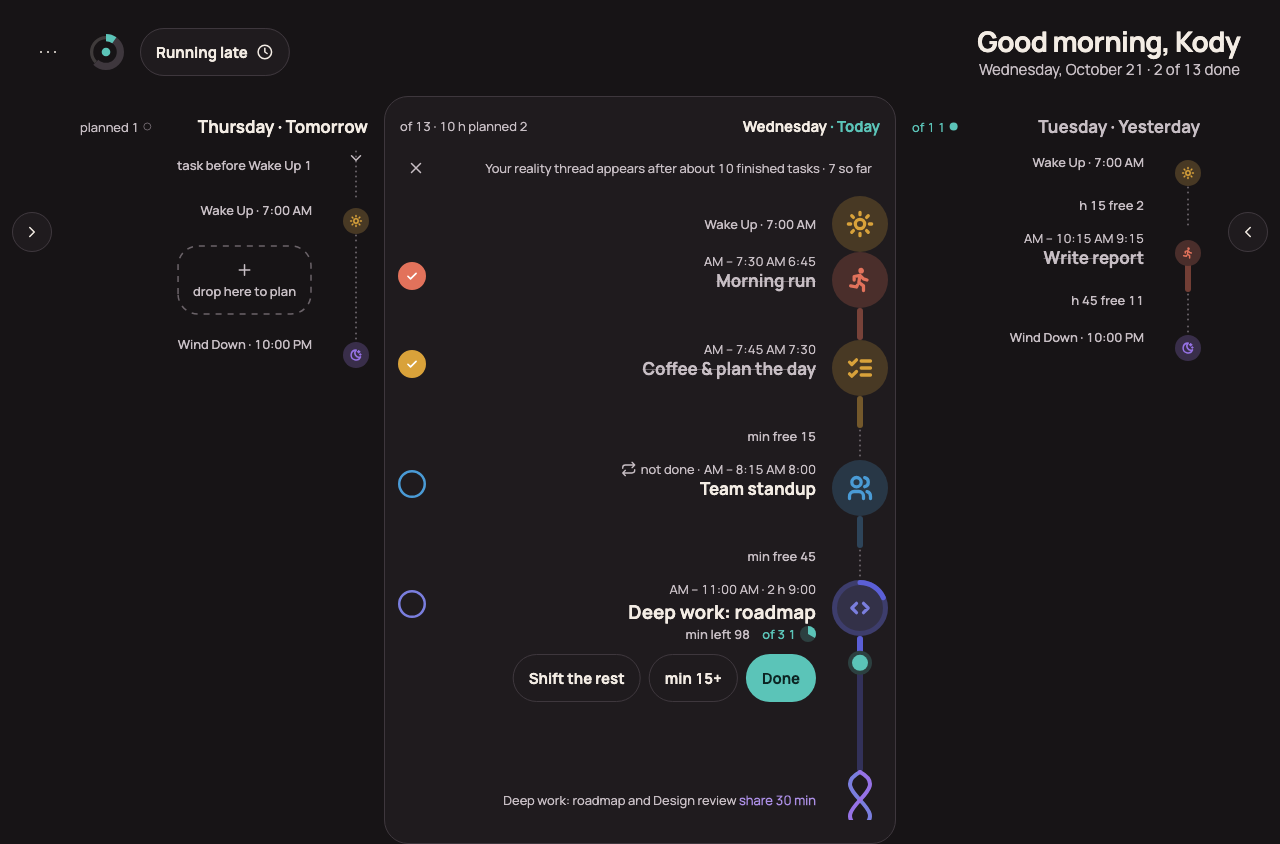 Good morning, Kody
Wednesday, October 21 · 2 of 13 done
Running late
Tuesday · Yesterday
of 1 1
Wake Up · 7:00 AM
h 15 free 2
AM – 10:15 AM 9:15
Write report
h 45 free 11
Wind Down · 10:00 PM
Wednesday · Today
of 13 · 10 h planned 2
Your reality thread appears after about 10 finished tasks · 7 so far
Wake Up · 7:00 AM
AM – 7:30 AM 6:45
Morning run
AM – 7:45 AM 7:30
Coffee & plan the day
min free 15
not done · AM – 8:15 AM 8:00
Team standup
min free 45
AM – 11:00 AM · 2 h 9:00
Deep work: roadmap
min left 98 of 3 1
Shift the rest
min 15+
Done
Deep work: roadmap and Design review share 30 min
Thursday · Tomorrow
planned 1
task before Wake Up 1
Wake Up · 7:00 AM
drop here to plan
Wind Down · 10:00 PM